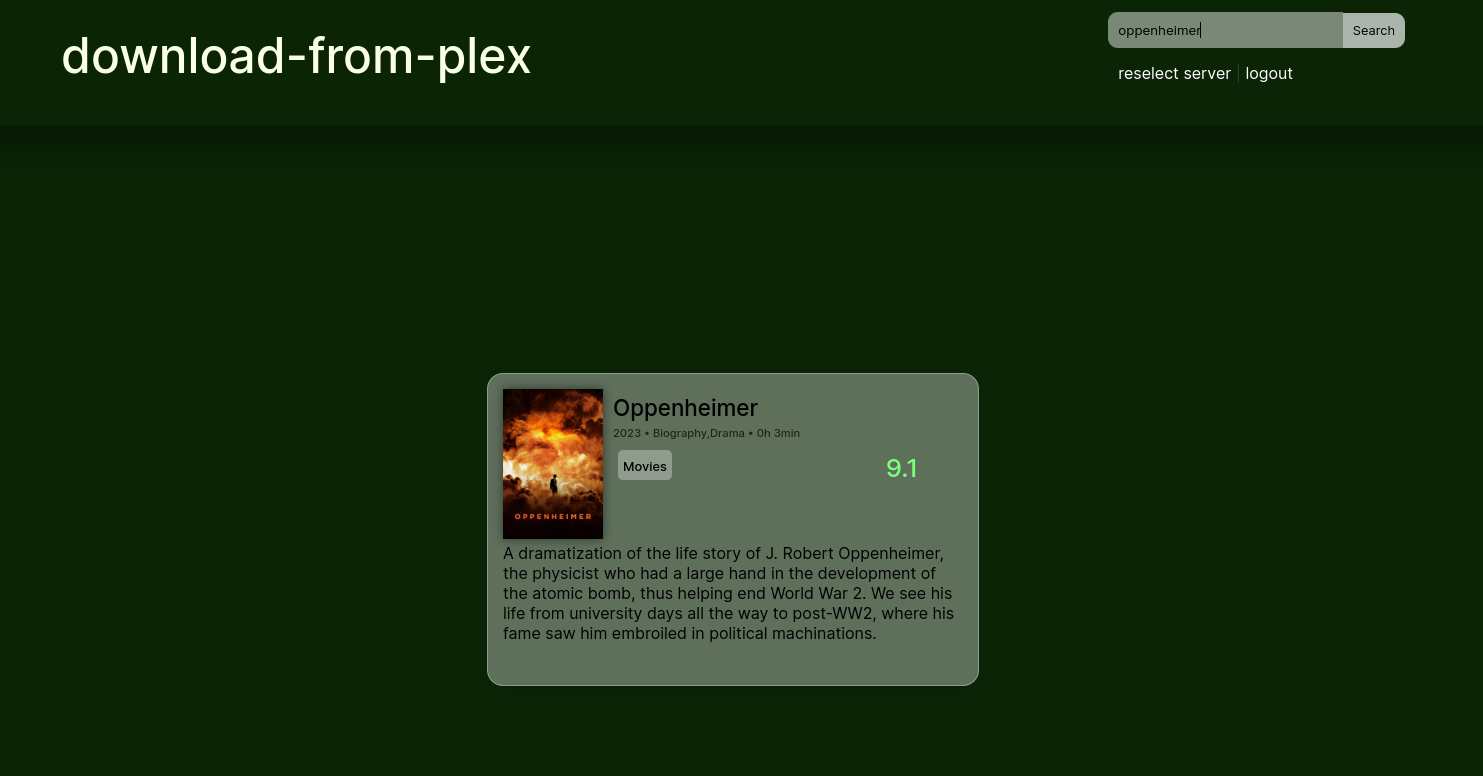 download-from-plex
oppenheimer
Search
reselect server
logout
OPPENHEIMER
Oppenheimer
2023 • Biography,Drama • 0h 3min
Movies
9.1
A dramatization of the life story of J. Robert Oppenheimer,
the physicist who had a large hand in the development of
the atomic bomb, thus helping end World War 2. We see his
life from university days all the way to post-WW2, where his
fame saw him embroiled in political machinations.